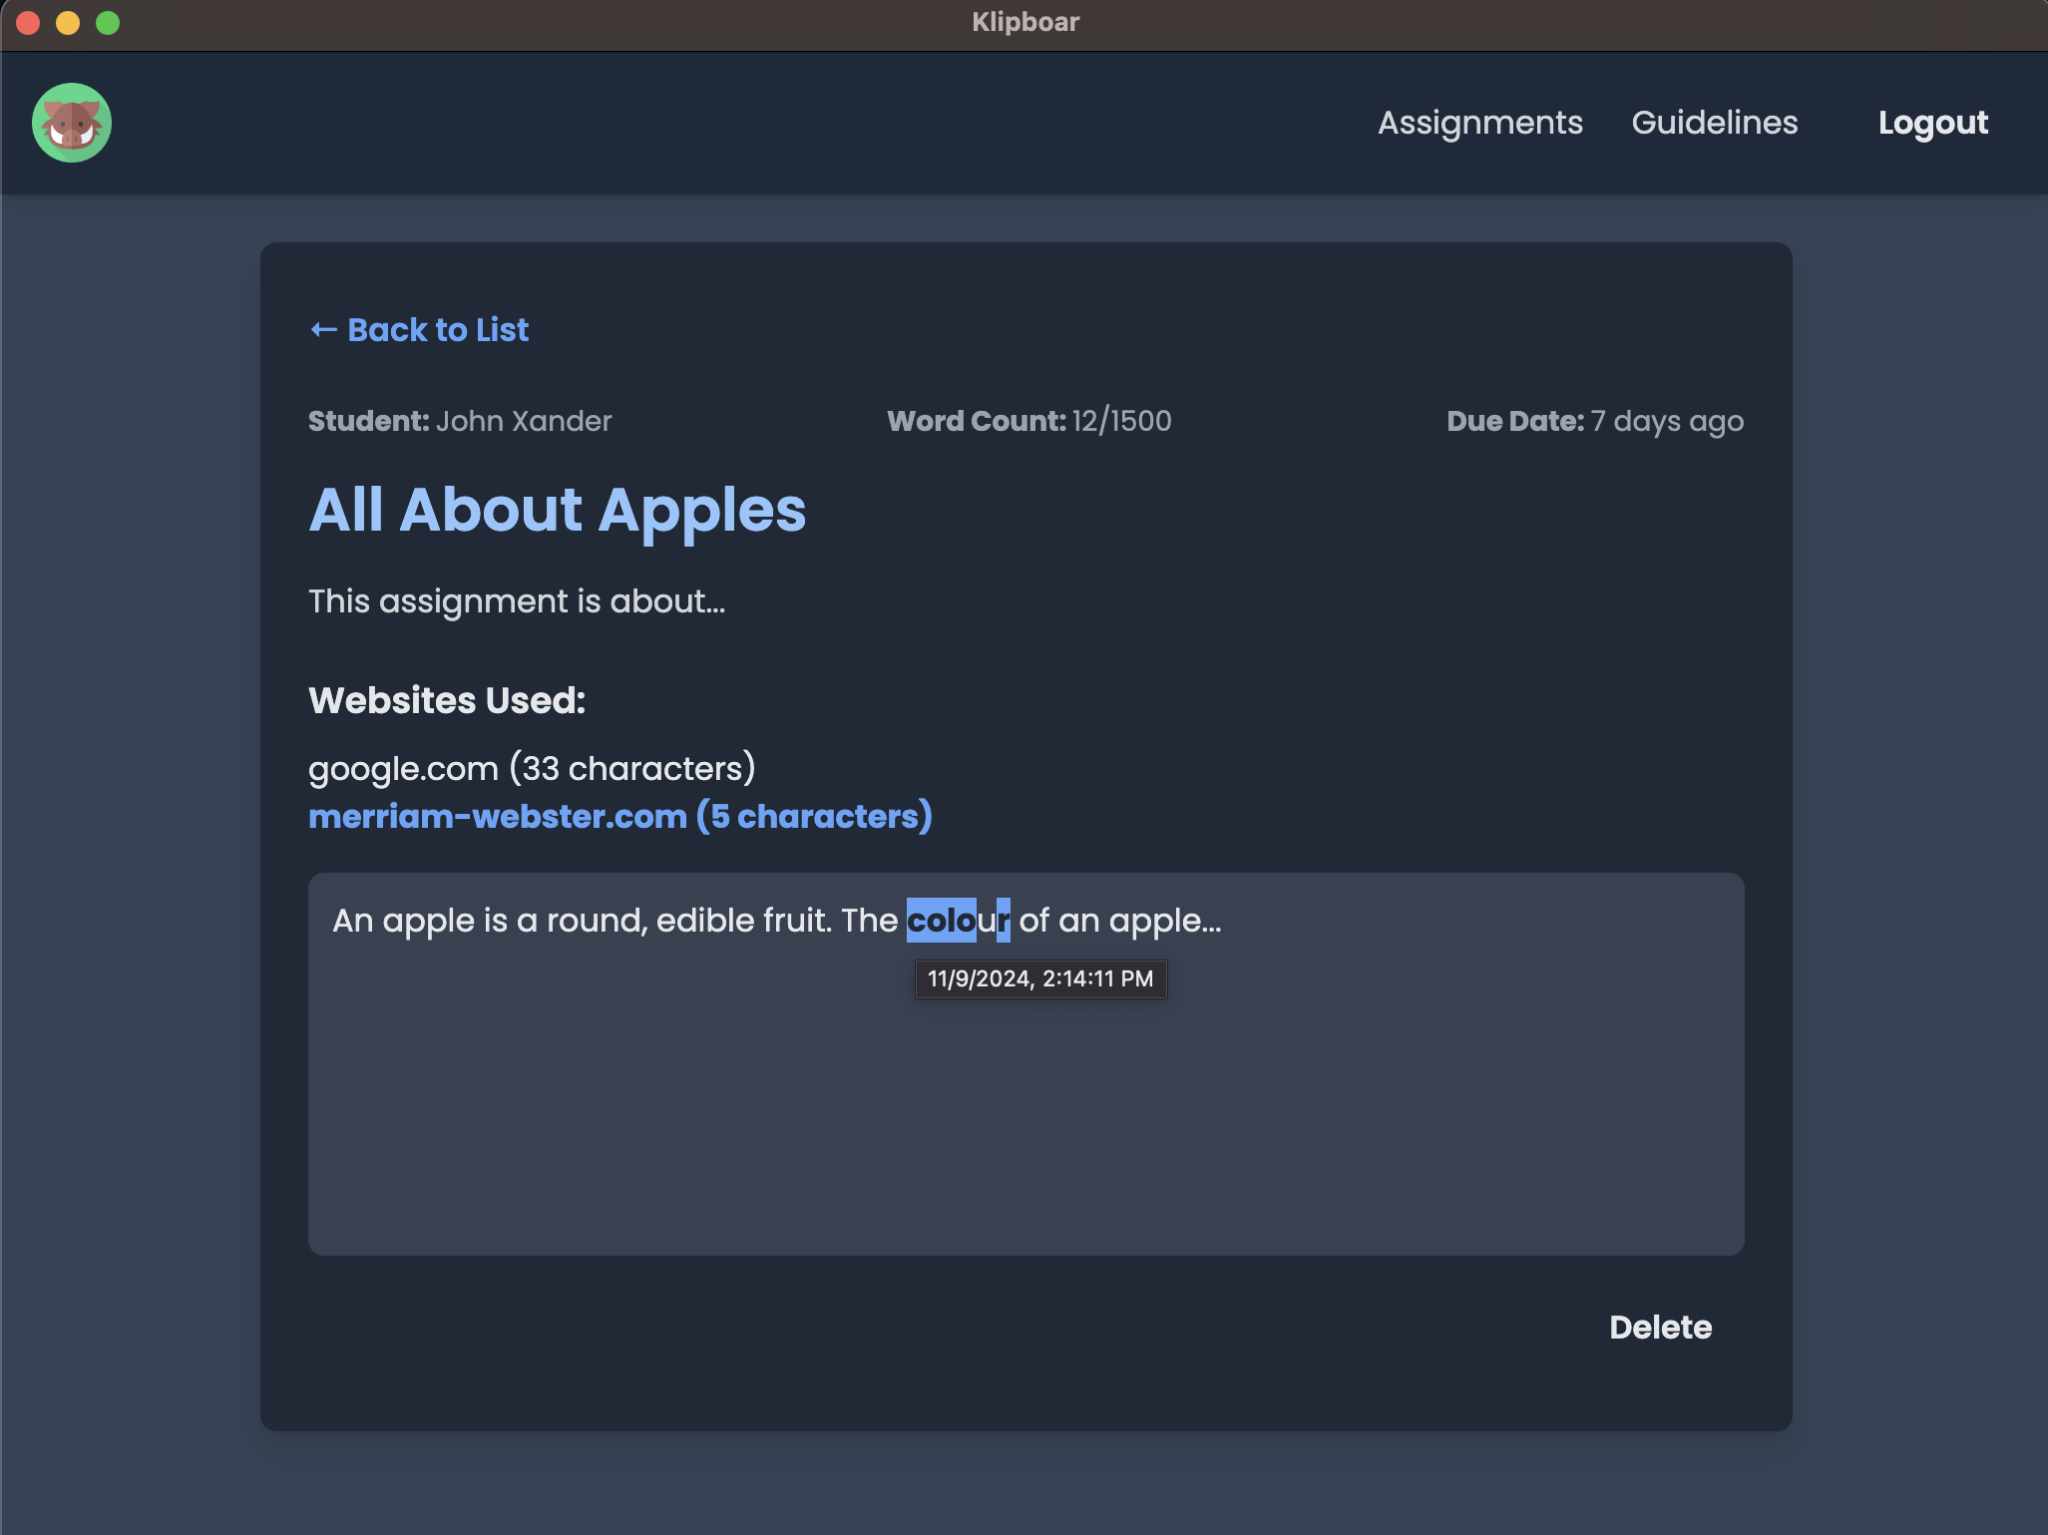 Klipboar
Assignments Guidelines Logout
← Back to List
Student: John Xander Word Count: 12/1500 Due Date: 7 days ago
All About Apples
This assignment is about...
Websites Used:
google.com (33 characters)
merriam-webster.com (5 characters)
An apple is a round, edible fruit. The colour of an apple...
11/9/2024, 2:14:11 PM
Delete